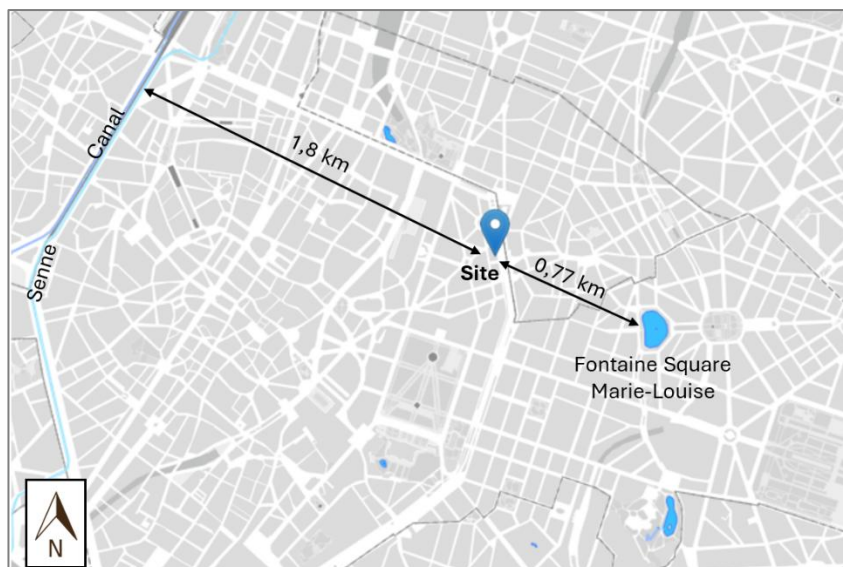 Canal
1,8 km
Senne
Site
0,77 km
Fontaine Square
Marie-Louise
N